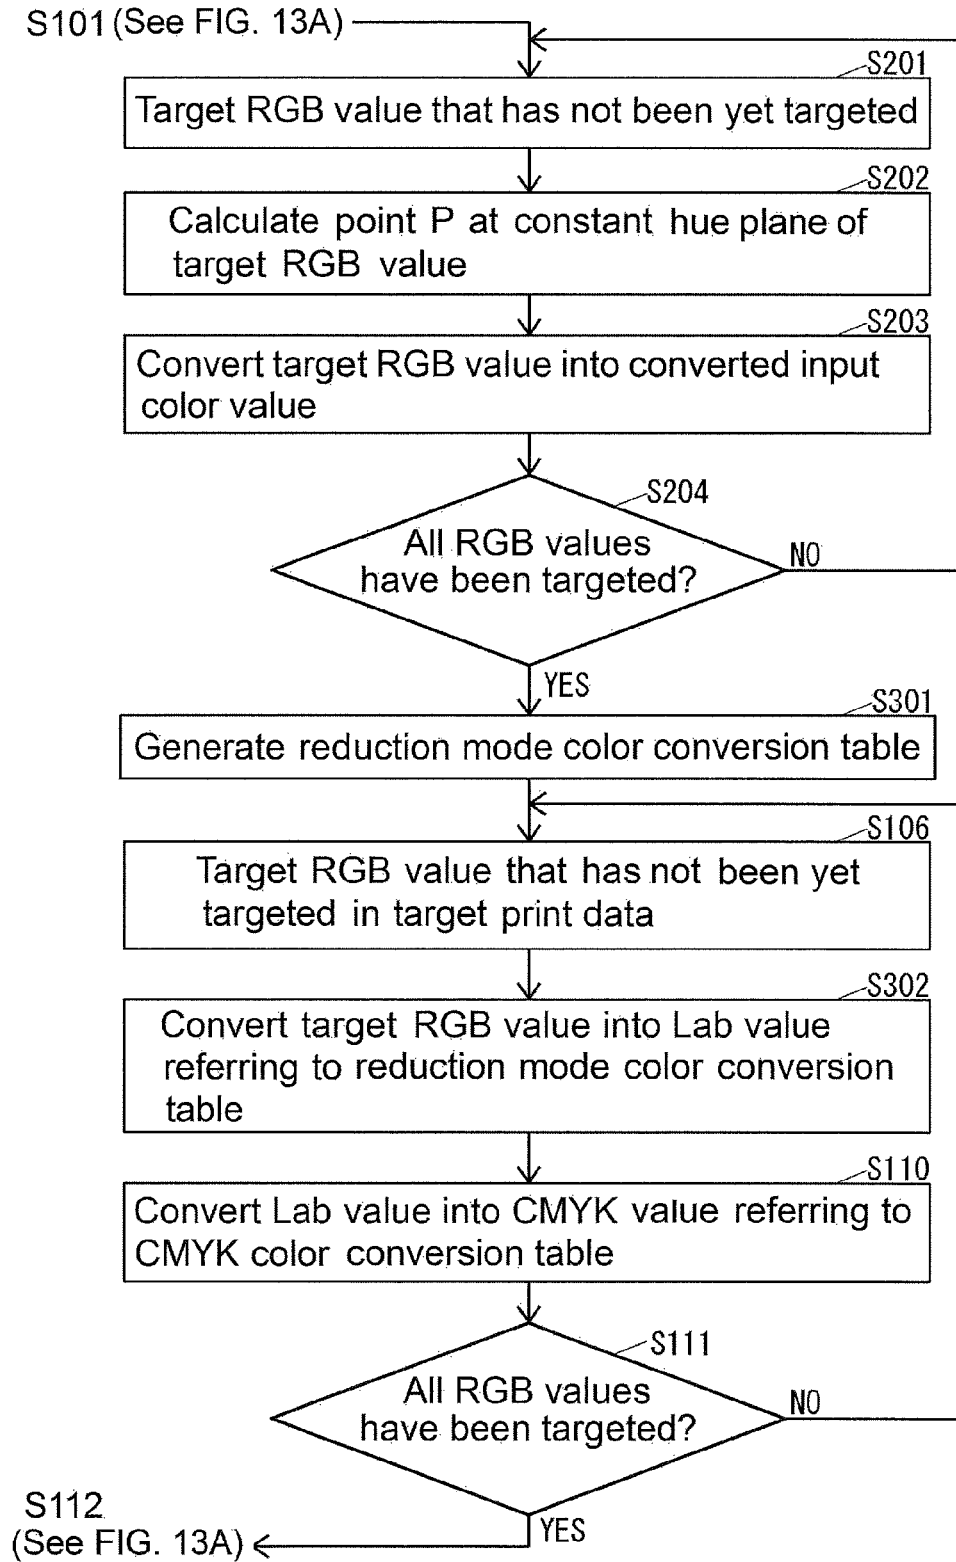 S101 (See FIG. 13A)
S201
Target RGB value that has not been yet targeted
S202
Calculate point P at constant hue plane of
target RGB value
S203
Convert target RGB value into converted input
color value
S204
All RGB values
have been targeted?
NO
YES
S301
Generate reduction mode color conversion table
S106
Target RGB value that has not been yet
targeted in target print data
S302
Convert target RGB value into Lab value
referring to reduction mode color conversion
table
S110
Convert Lab value into CMYK value referring to
CMYK color conversion table
S111
All RGB values
have been targeted?
NO
YES
S112
(See FIG. 13A)